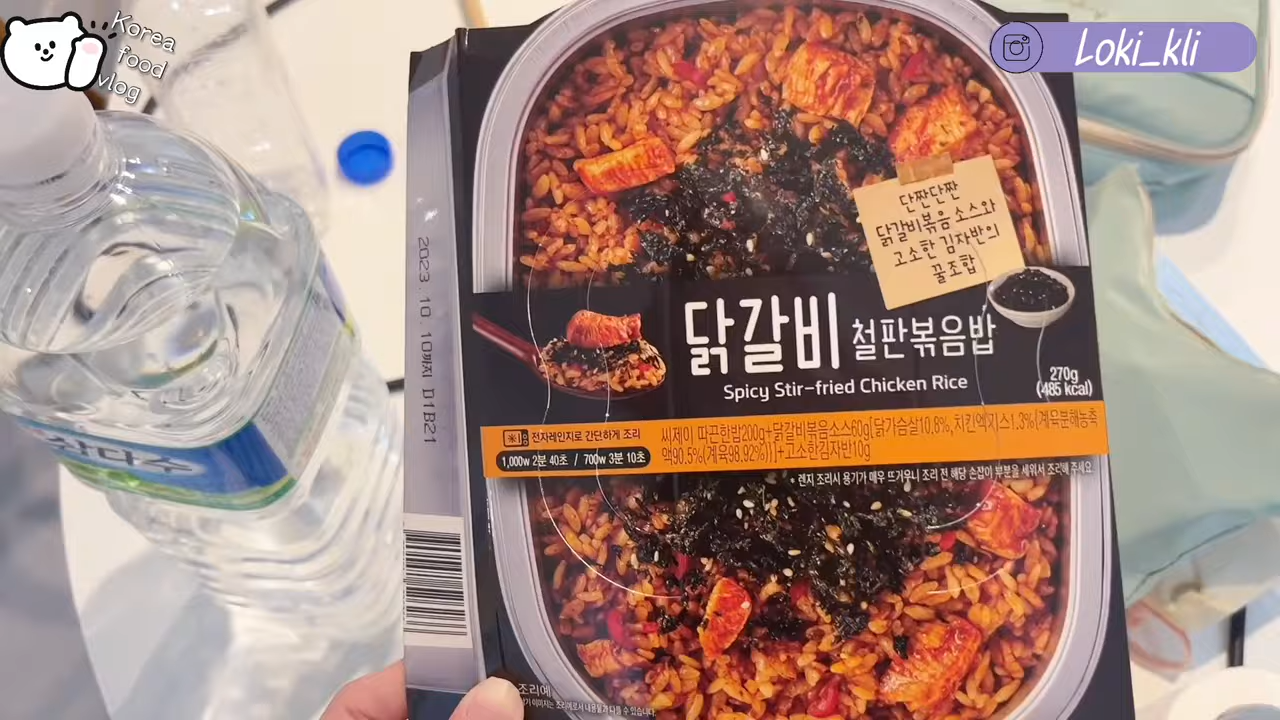 Korea
food
vlog
Loki_kli
단짠단짠
닭갈비볶음 소스와
고소한 김자반의
꿀조합
닭갈비 철판볶음밥
Spicy Stir-fried Chicken Rice
270g
(485 kcal)
전자레인지로 간단하게 조리
1,000w 2분 40초 / 700w 3분 10초
씨제이 따끈한밥200g+닭갈비볶음소스60g[닭가슴살10.8%,치킨엑기스1.3%(계육분해농축
액90.5%(계육98.92%))]+고소한김자반10g
* 렌지 조리시 용기가 매우 뜨거우니 조리 전 해당 손잡이 부분을 세워서 조리해 주세요.
2023. 10. 10까지 D1B21
삼다수
조리예